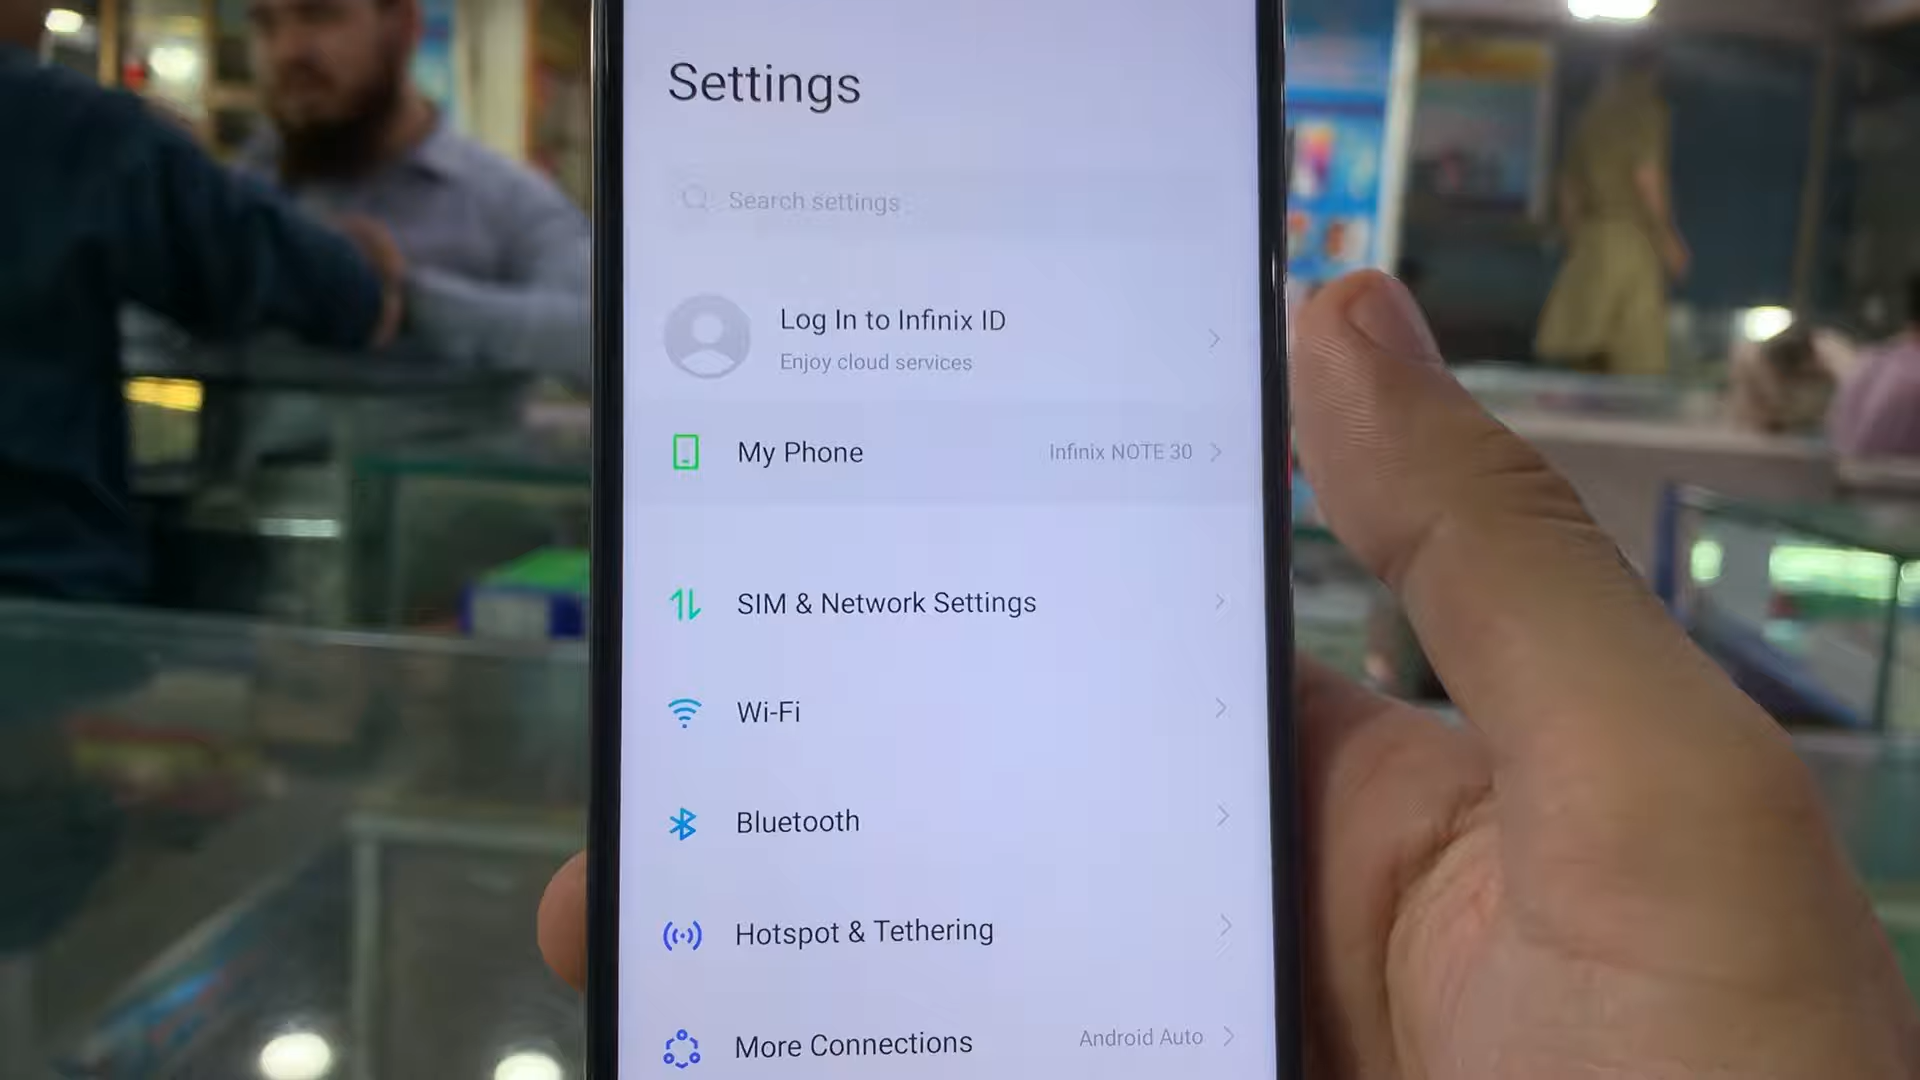 Settings
Search settings
Log In to Infinix ID
Enjoy cloud services
My Phone
Infinix NOTE 30
SIM & Network Settings
Wi-Fi
Bluetooth
Hotspot & Tethering
More Connections
Android Auto